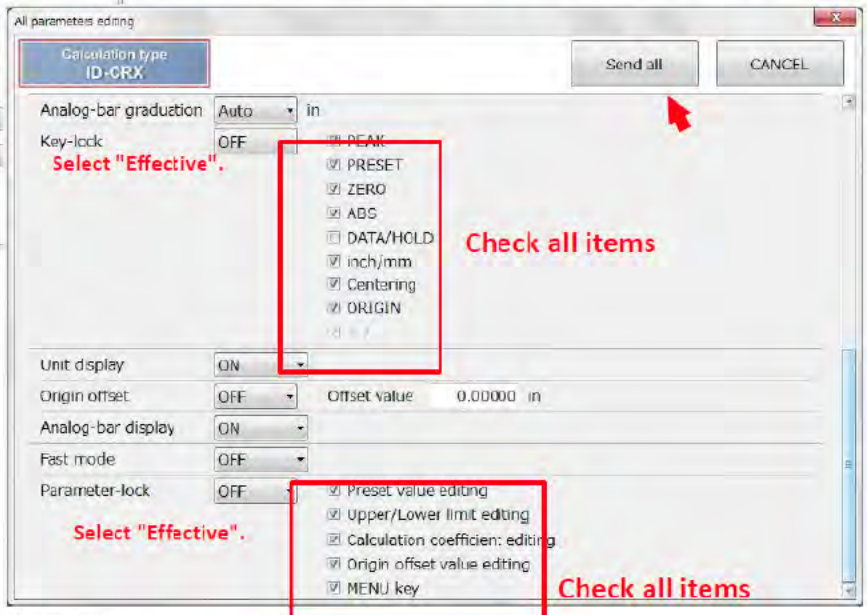 All parameters editing
Calculation type
ID-CRX
Send all
CANCEL
Analog-bar graduation Auto in
Key-lock OFF PEAK
Select "Effective".
PRESET
ZERO
ABS
DATA/HOLD
Check all items
inch/mm
Centering
ORIGIN
Unit display ON
Origin offset OFF Offset value 0.00000 in
Analog-bar display ON
Fast mode OFF
Parameter-lock OFF Preset value editing
Upper/Lower limit editing
Select "Effective".
Calculation coefficient editing
Origin offset value editing
MENU key
Check all items